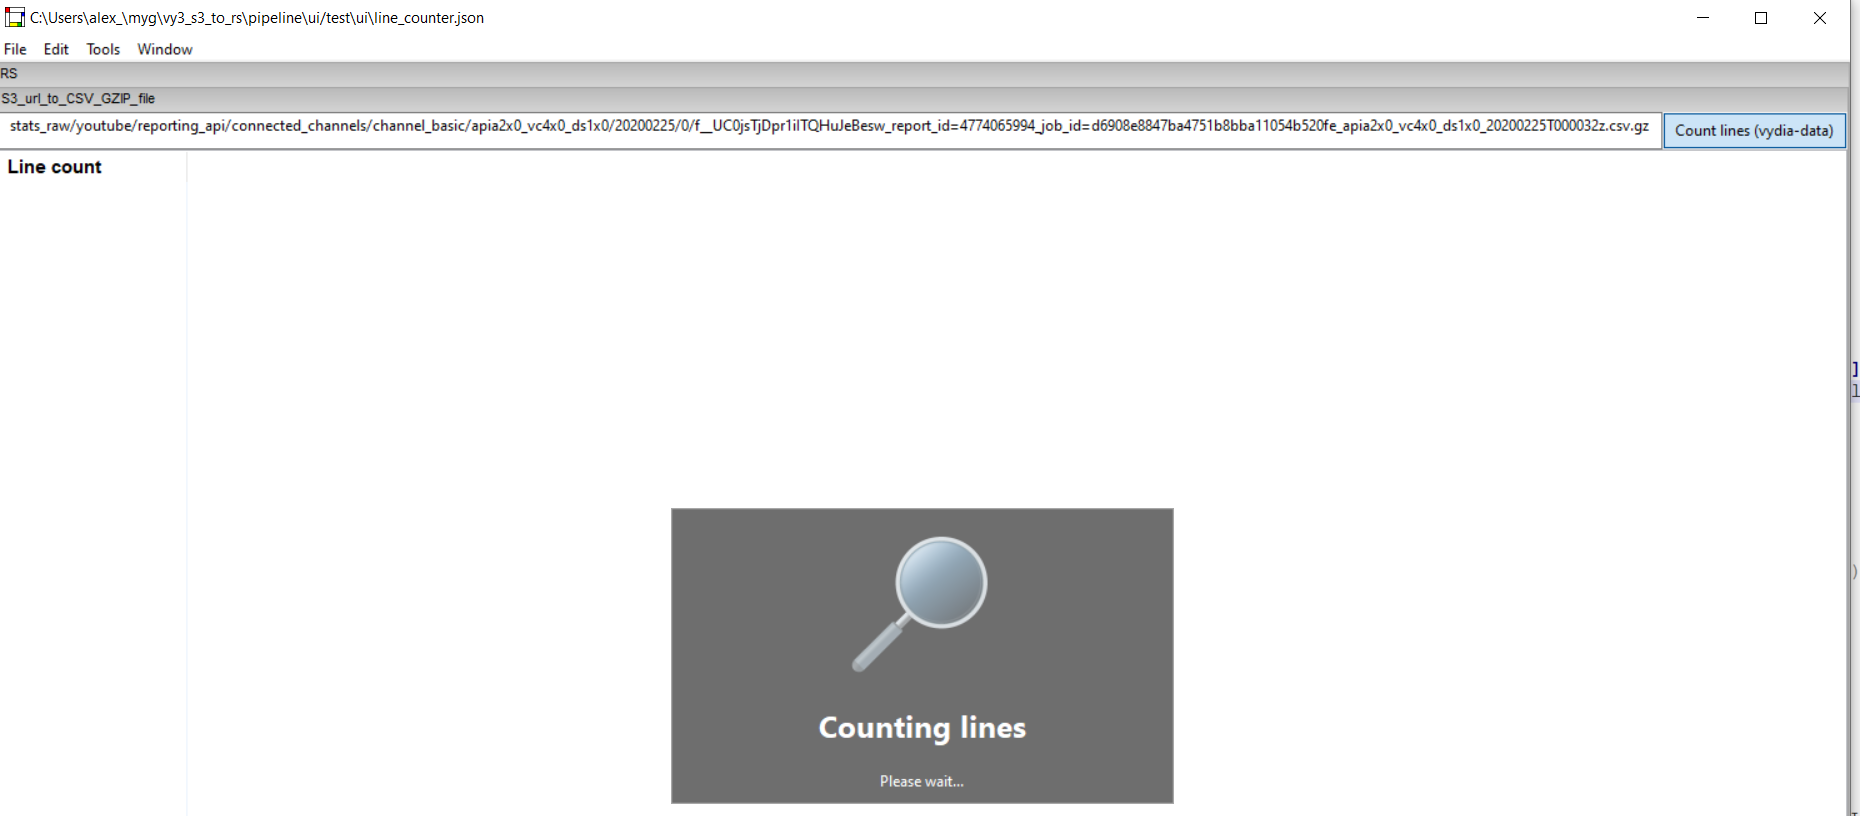 C:\Users\alex_\myg\vy3_s3_to_rs\pipeline\ui/test\ui\line_counter.json
File Edit Tools Window
RS
S3_url_to_CSV_GZIP_file
stats_raw/youtube/reporting_api/connected_channels/channel_basic/apia2x0_vc4x0_ds1x0/20200225/0/f__UC0jsTjDpr1ilTQHuJeBesw_report_id=4774065994_job_id=d6908e8847ba4751b8bba11054b520fe_apia2x0_vc4x0_ds1x0_20200225T000032z.csv.gz Count lines (vydia-data)
Line count
]
)
Counting lines
Please wait...